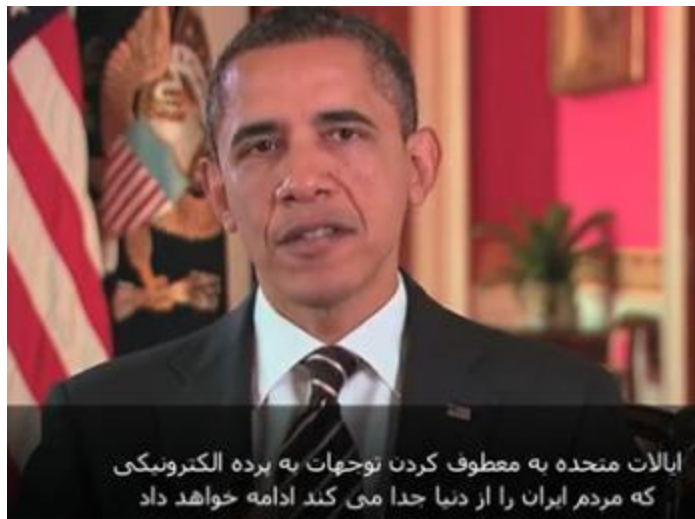 ایالات متحده به معطوف کردن توجهات به پرده الکترونیکی
که مردم ایران را از دنیا جدا می کند ادامه خواهد داد